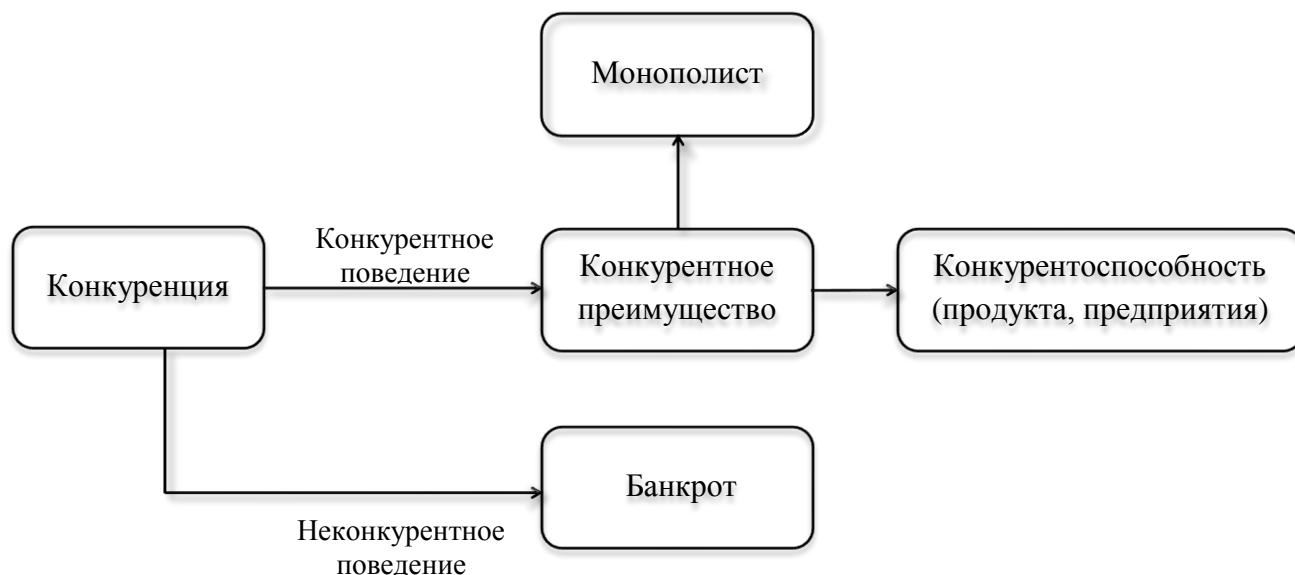 Монополист
Конкурентное
поведение
Конкуренция
Конкурентное
преимущество
Конкурентоспособность
(продукта, предприятия)
Банкрот
Неконкурентное
поведение